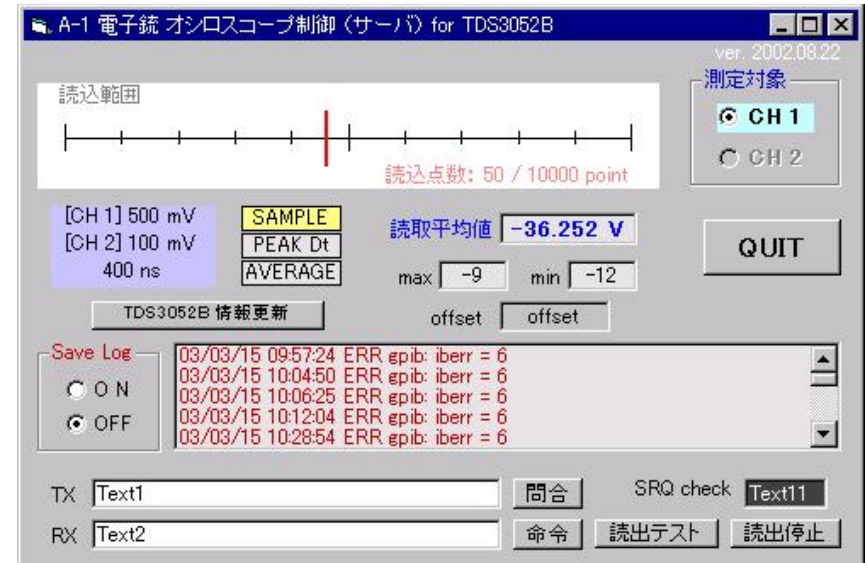 A-1 電子銃 オシロスコープ制御（サーバ）for TDS3052B
ver. 2002.08.22
読込範囲
読込点数: 50 / 10000 point
測定対象
CH 1
CH 2
[CH 1] 500 mV
[CH 2] 100 mV
400 ns
SAMPLE
PEAK Dt
AVERAGE
読取平均値 -36.252 V
max -9 min -12
offset offset
QUIT
TDS3052B 情報更新
Save Log
O N
OFF
03/03/15 09:57:24 ERR gpib: iberr = 6
03/03/15 10:04:50 ERR gpib: iberr = 6
03/03/15 10:06:25 ERR gpib: iberr = 6
03/03/15 10:12:04 ERR gpib: iberr = 6
03/03/15 10:28:54 ERR gpib: iberr = 6
TX Text1 問合 SRQ check Text11
RX Text2 命令 読出テスト 読出停止